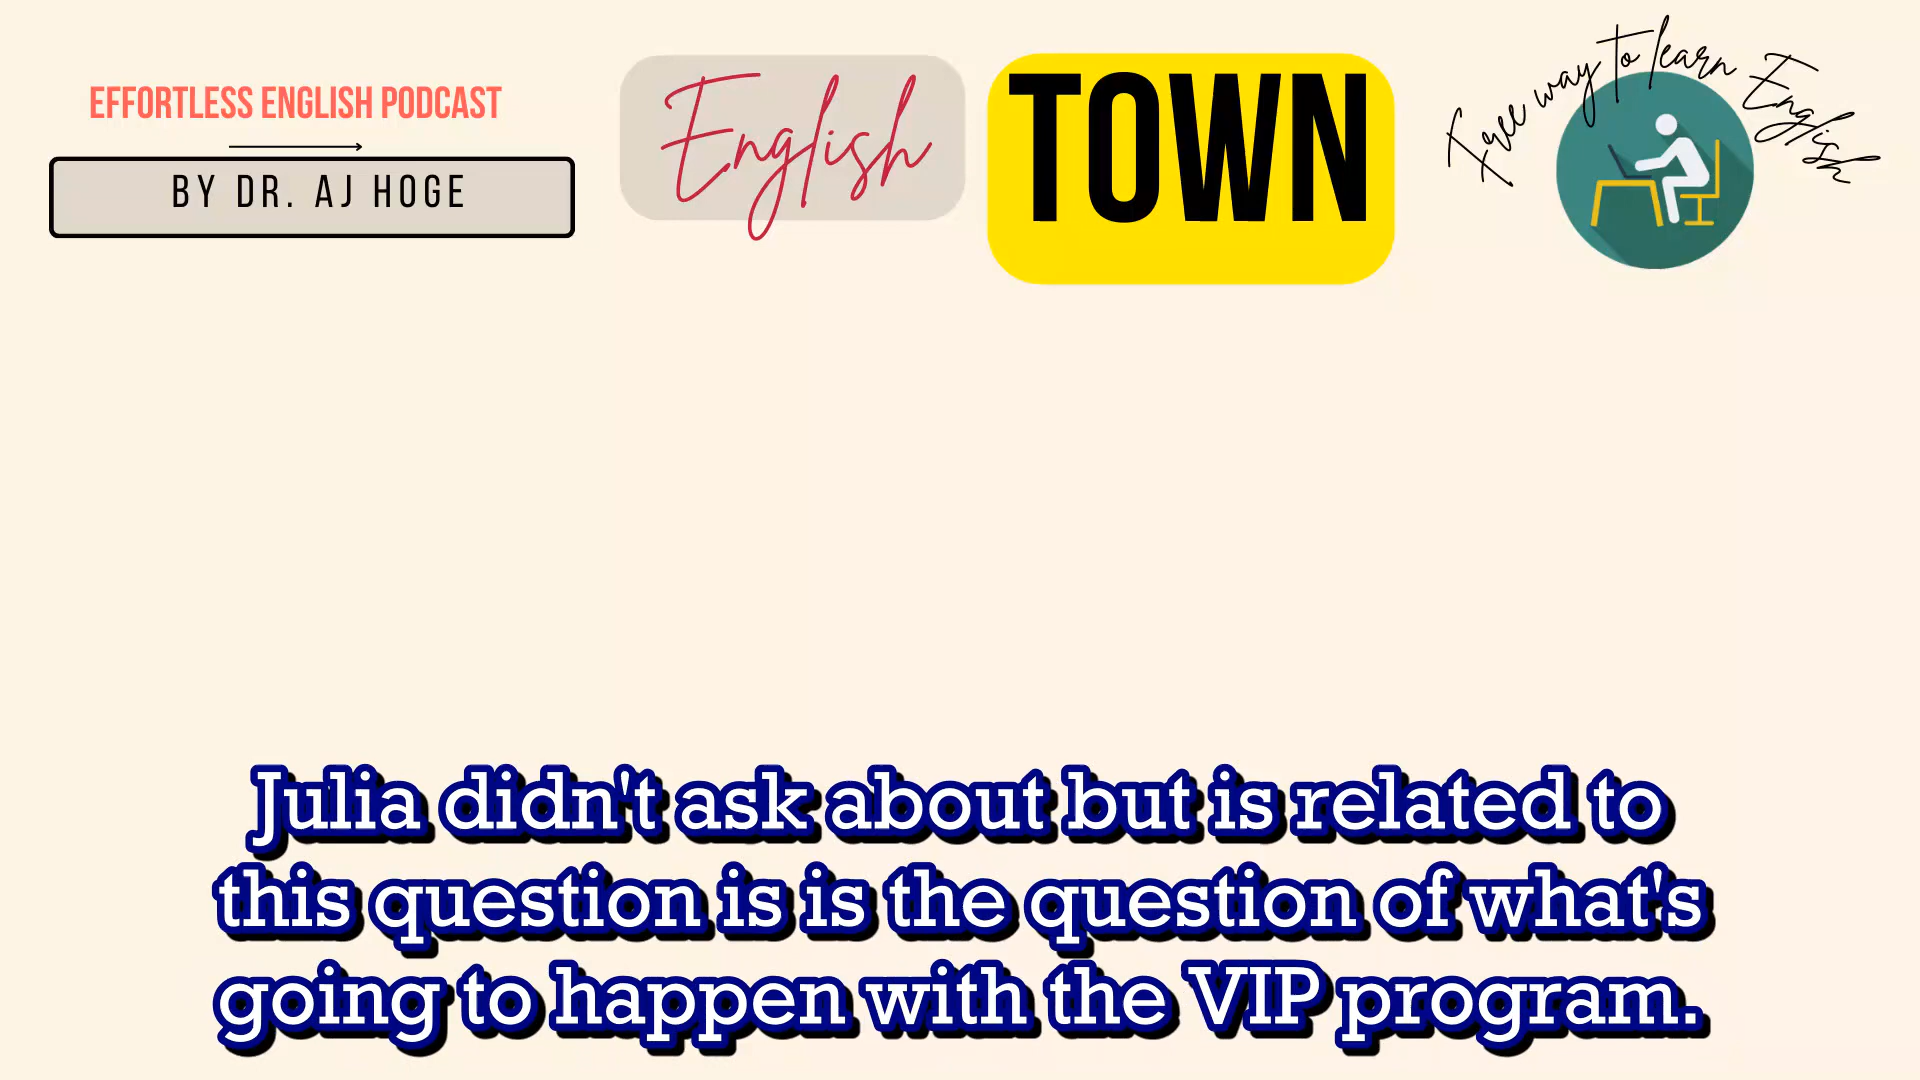 EFFORTLESS ENGLISH PODCAST
BY DR. AJ HOGE
English
TOWN
Free way to learn English
Julia didn't ask about but is related to
this question is is the question of what's
going to happen with the VIP program.